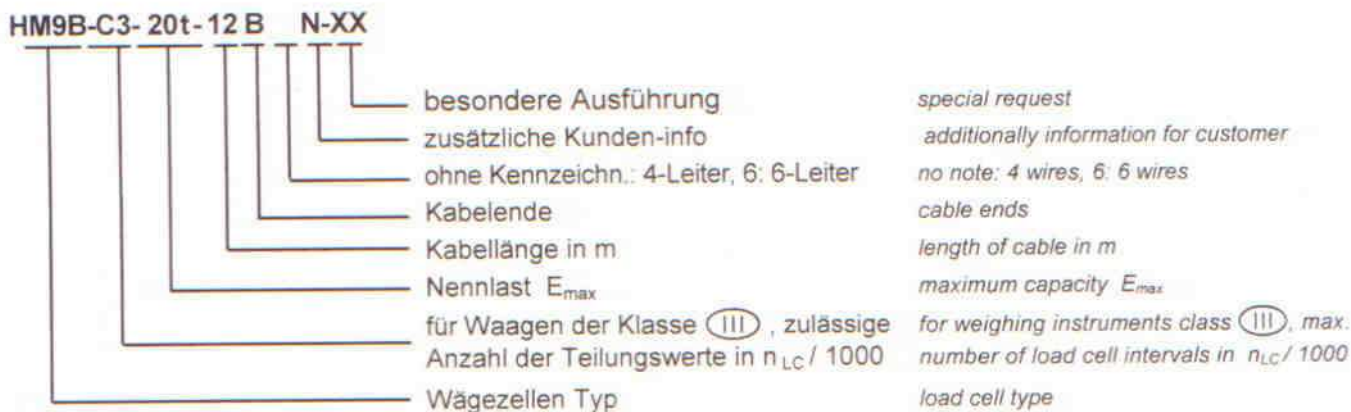 HM9B-C3- 20t- 12 B N-XX
besondere Ausführung special request
zusätzliche Kunden-info additionally information for customer
ohne Kennzeichn.: 4-Leiter, 6: 6-Leiter no note: 4 wires, 6: 6 wires
Kabelende cable ends
Kabellänge in m length of cable in m
Nennlast Emax maximum capacity Emax
für Waagen der Klasse III , zulässige for weighing instruments class III, max.
Anzahl der Teilungswerte in n LC / 1000 number of load cell intervals in nLC / 1000
Wägezellen Typ load cell type